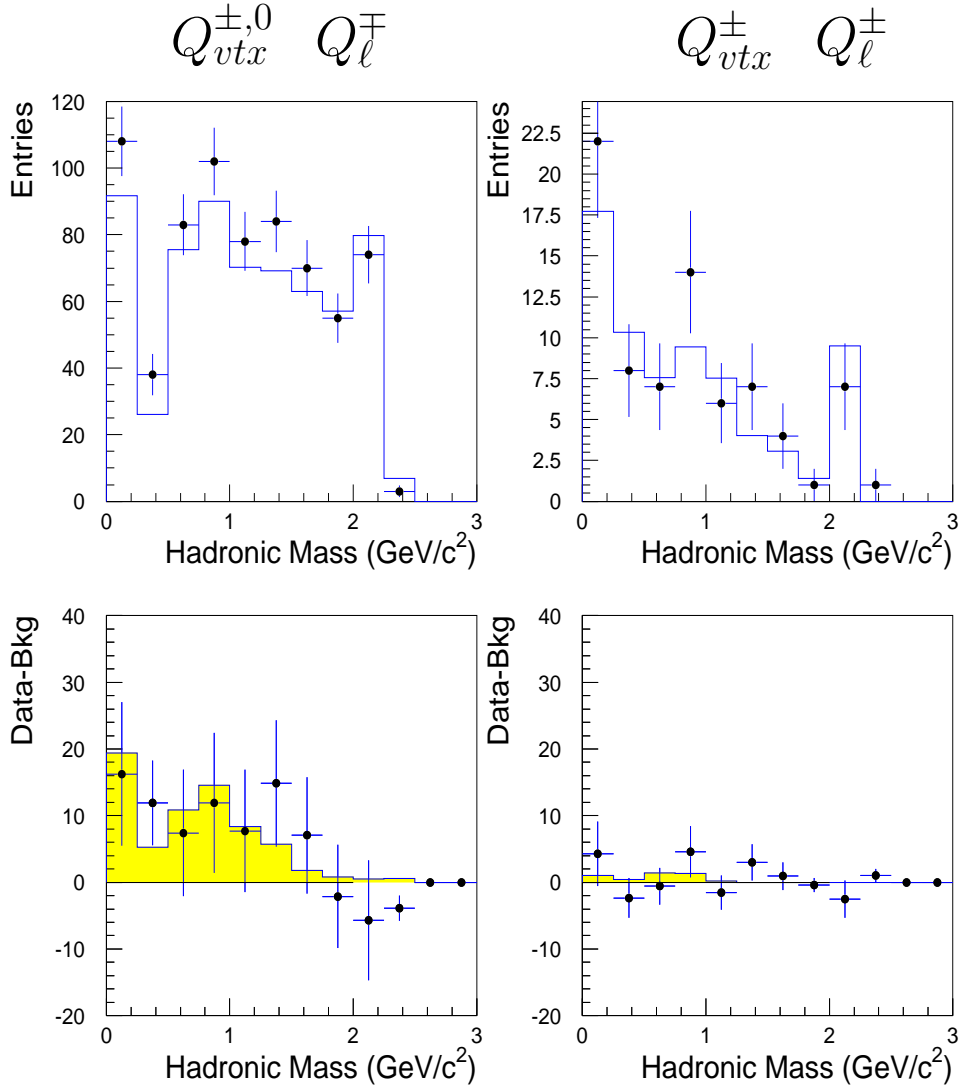 Q_{vtx}^{±,0} Q_ℓ^∓ Q_{vtx}^± Q_ℓ^±
Entries
120
100
80
60
40
20
0
0 1 2 3
Hadronic Mass (GeV/c²)
Entries
22.5
20
17.5
15
12.5
10
7.5
5
2.5
0
0 1 2 3
Hadronic Mass (GeV/c²)
Data-Bkg
40
30
20
10
0
-10
-20
0 1 2 3
Hadronic Mass (GeV/c²)
Data-Bkg
40
30
20
10
0
-10
-20
0 1 2 3
Hadronic Mass (GeV/c²)